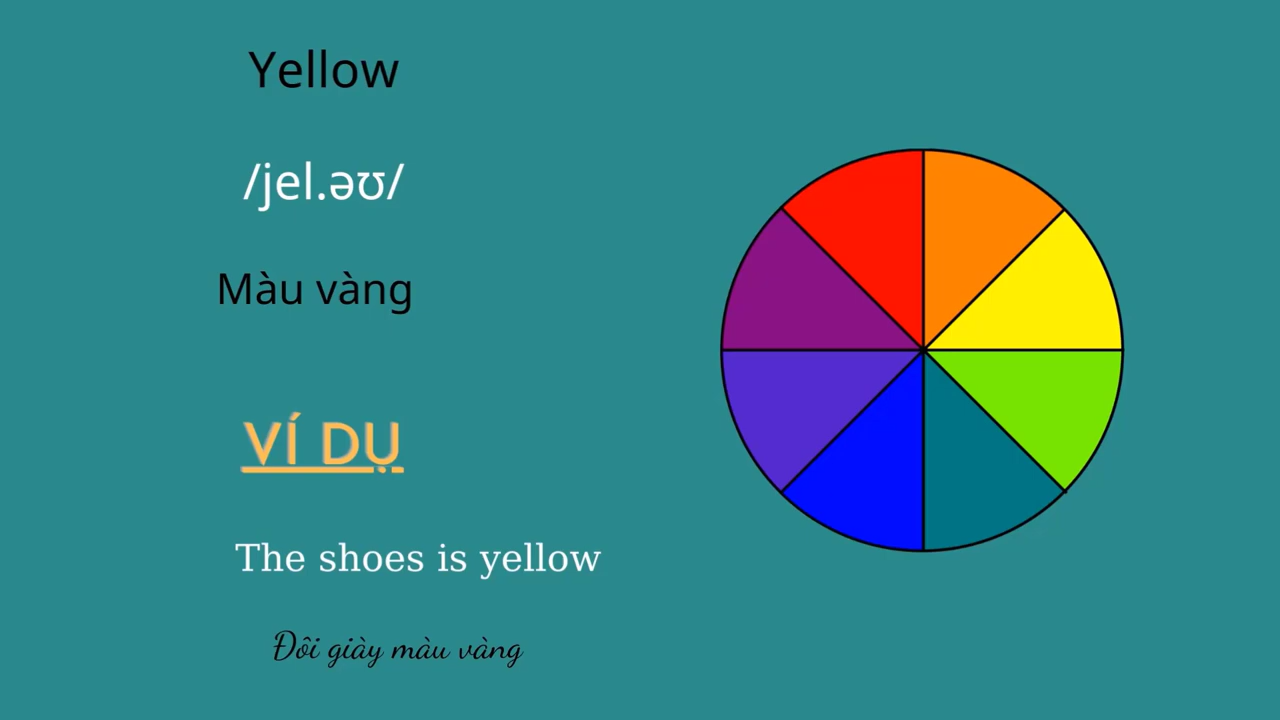 Yellow
/jel.əʊ/
Màu vàng
VÍ DỤ
The shoes is yellow
Đôi giày màu vàng